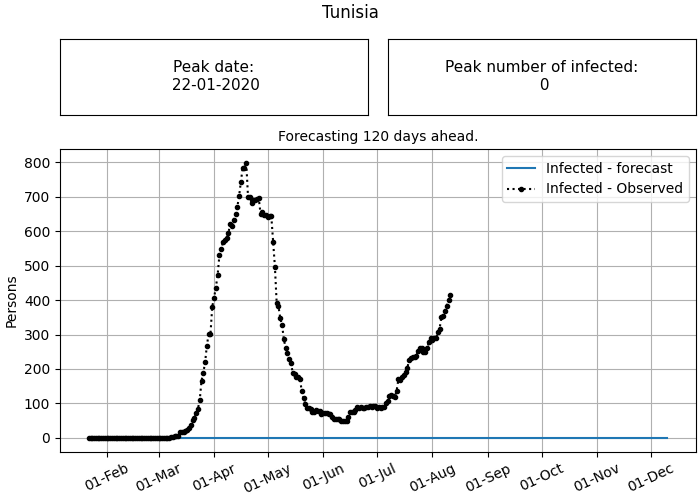 Tunisia
Peak date:
22-01-2020
Peak number of infected:
0
Forecasting 120 days ahead.
Infected - forecast
Infected - Observed
Persons
800
700
600
500
400
300
200
100
0
01-Feb
01-Mar
01-Apr
01-May
01-Jun
01-Jul
01-Aug
01-Sep
01-Oct
01-Nov
01-Dec